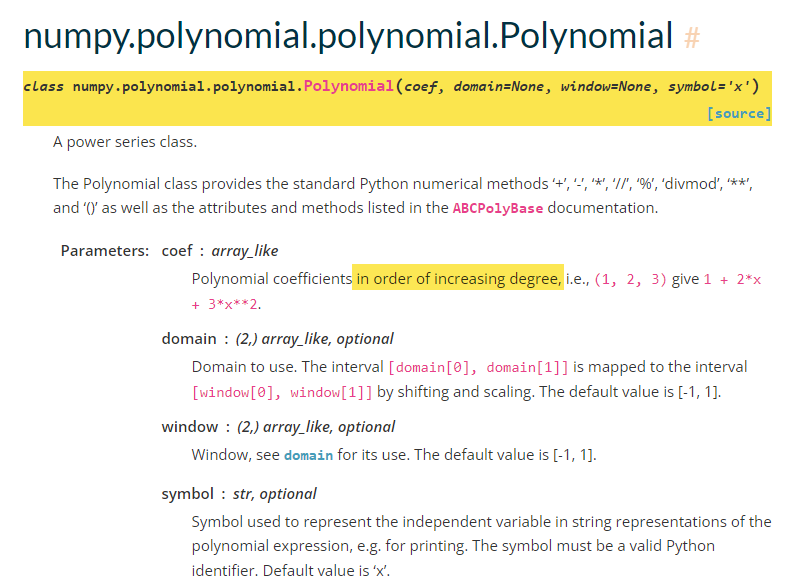 numpy.polynomial.polynomial.Polynomial #
class numpy.polynomial.polynomial.Polynomial(coef, domain=None, window=None, symbol='x')
[source]
A power series class.
The Polynomial class provides the standard Python numerical methods ‘+’, ‘-’, ‘*’, ‘//’, ‘%’, ‘divmod’, ‘**’,
and ‘()’ as well as the attributes and methods listed in the ABCPolyBase documentation.
Parameters: coef : array_like
Polynomial coefficients in order of increasing degree, i.e., (1, 2, 3) give 1 + 2*x
+ 3*x**2.
domain : (2,) array_like, optional
Domain to use. The interval [domain[0], domain[1]] is mapped to the interval
[window[0], window[1]] by shifting and scaling. The default value is [-1, 1].
window : (2,) array_like, optional
Window, see domain for its use. The default value is [-1, 1].
symbol : str, optional
Symbol used to represent the independent variable in string representations of the
polynomial expression, e.g. for printing. The symbol must be a valid Python
identifier. Default value is ‘x’.